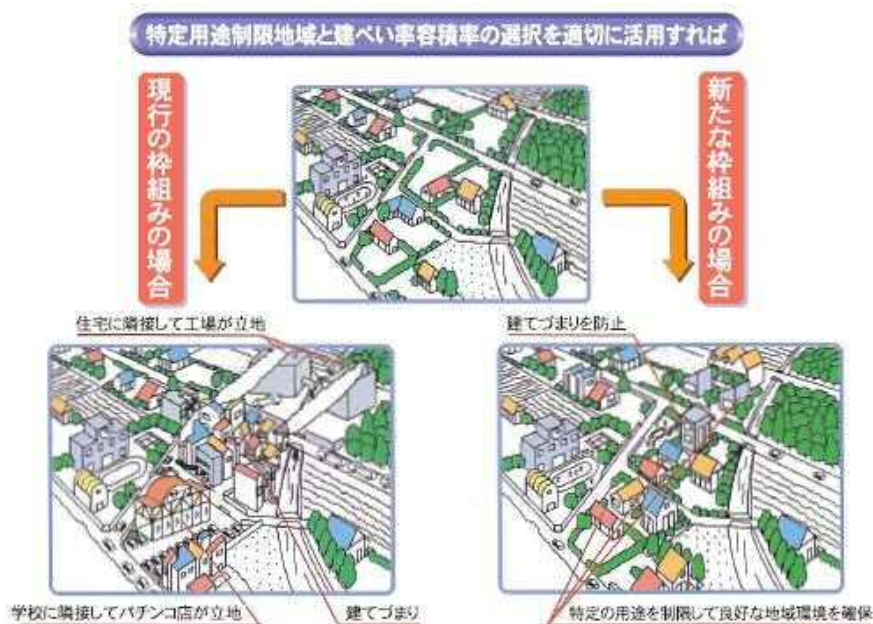 特定用途制限地域と建ぺい率容積率の選択を適切に活用すれば
現行の枠組みの場合
新たな枠組みの場合
住宅に隣接して工場が立地
建てづまりを防止
学校に隣接してパチンコ店が立地
建てづまり
特定の用途を制限して良好な地域環境を確保